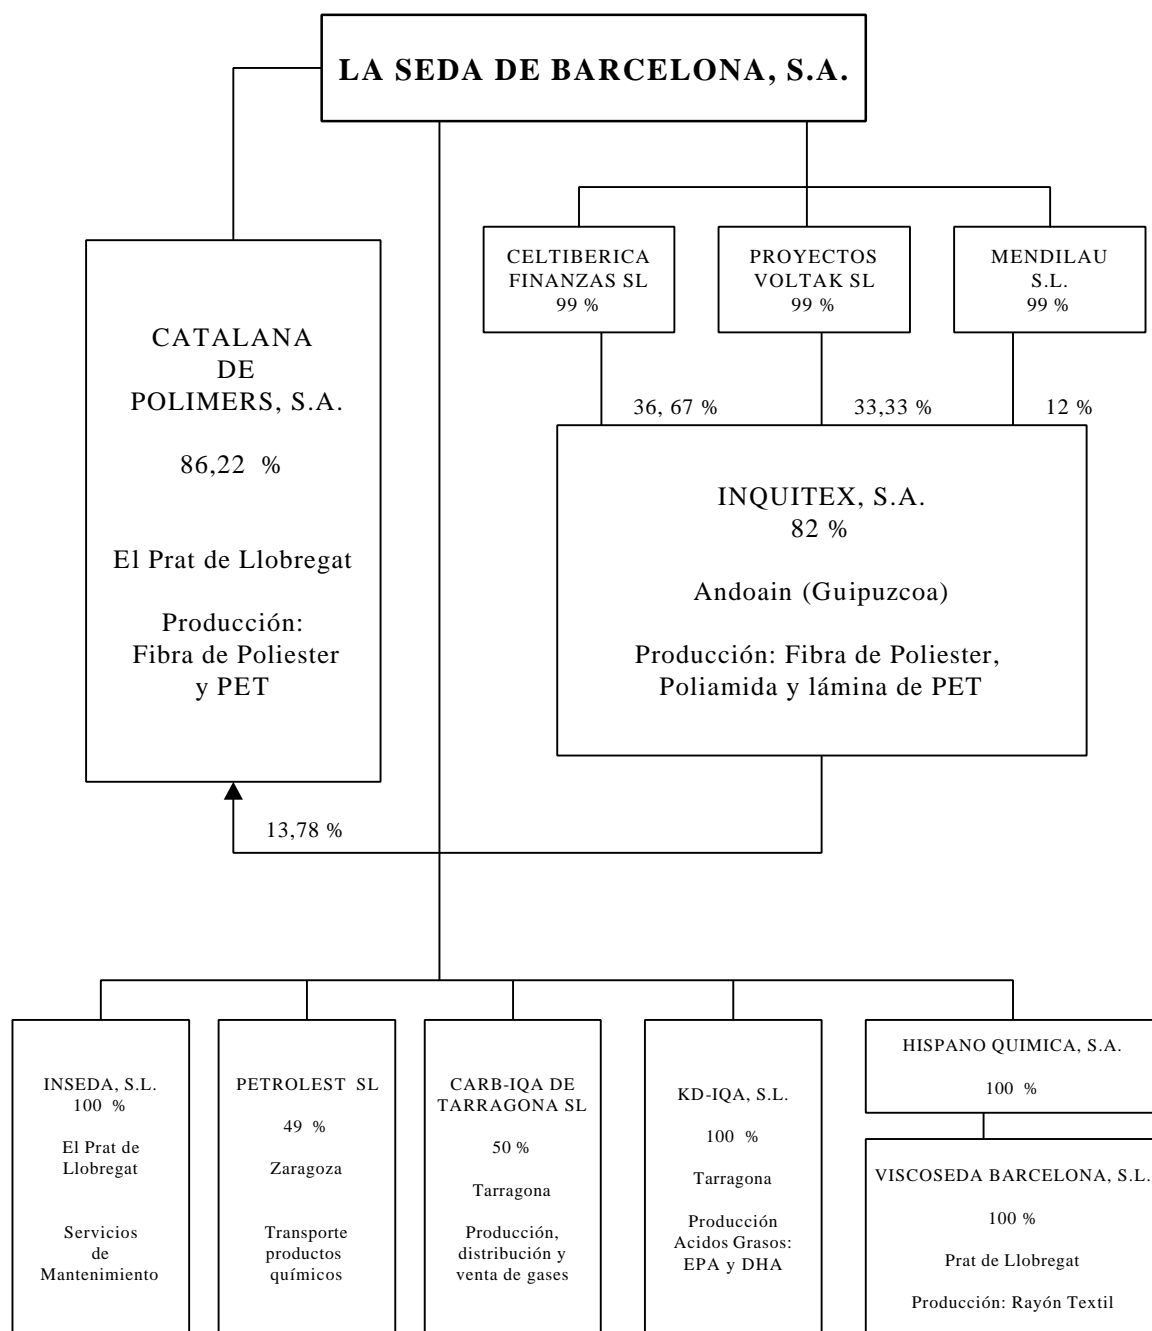 LA SEDA DE BARCELONA, S.A.
CELTIBERICA
FINANZAS SL
99 %
PROYECTOS
VOLTAK SL
99 %
MENDILAU
S.L.
99 %
CATALANA
DE
POLIMERS, S.A.
86,22 %
El Prat de Llobregat
Producción:
Fibra de Poliester
y PET
36, 67 %
33,33 %
12 %
INQUITEX, S.A.
82 %
Andoain (Guipuzcoa)
Producción: Fibra de Poliester,
Poliamida y lámina de PET
13,78 %
INSEDA, S.L.
100 %
El Prat de
Llobregat
Servicios
de
Mantenimiento
PETROLEST SL
49 %
Zaragoza
Transporte
productos
químicos
CARB-IQA DE
TARRAGONA SL
50 %
Tarragona
Producción,
distribución y
venta de gases
KD-IQA, S.L.
100 %
Tarragona
Producción
Acidos Grasos:
EPA y DHA
HISPANO QUIMICA, S.A.
100 %
VISCOSEDA BARCELONA, S.L.
100 %
Prat de Llobregat
Producción: Rayón Textil